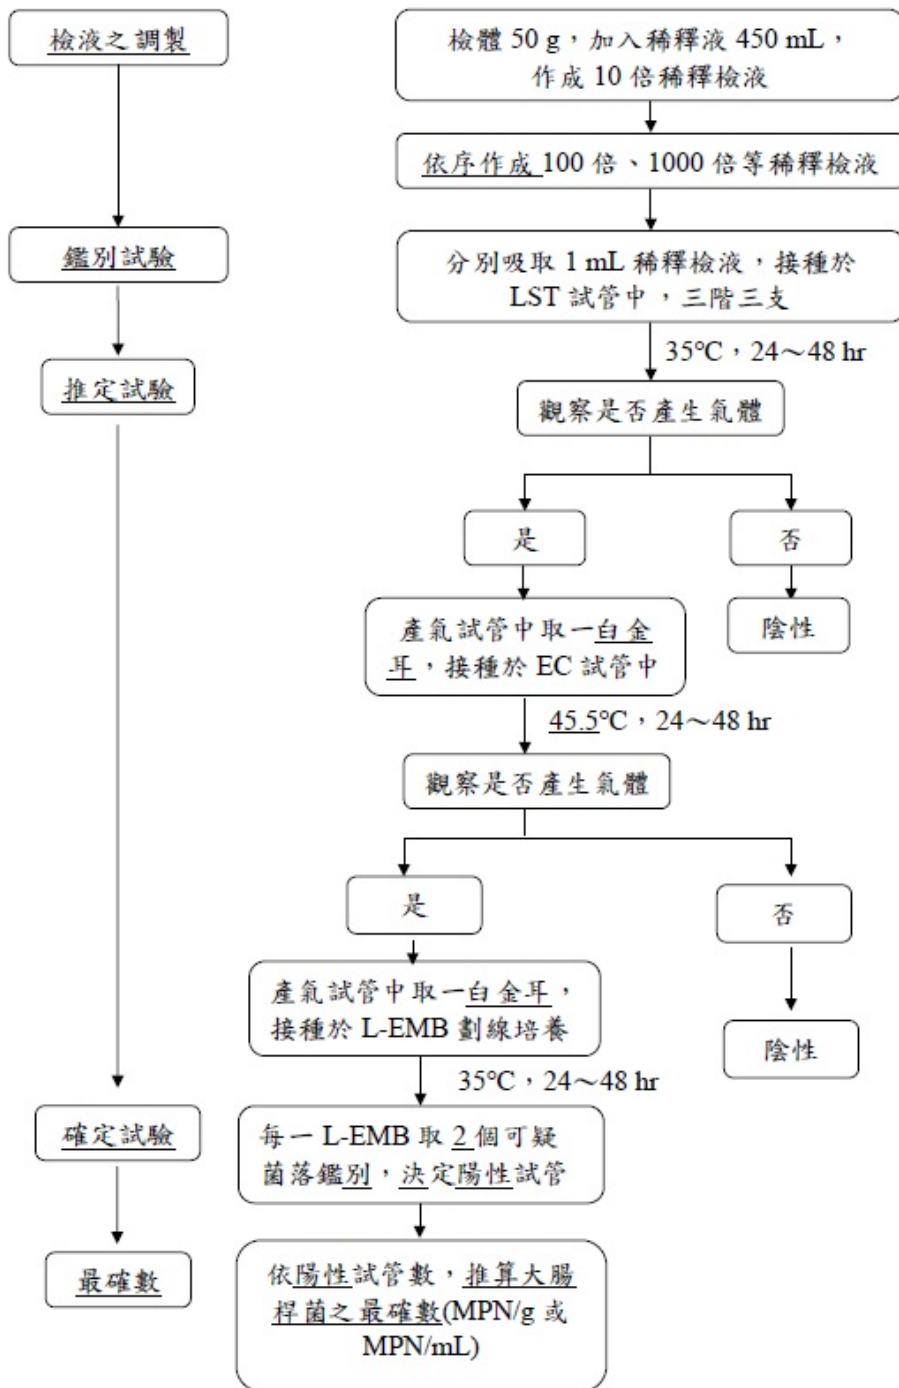 檢液之調製
鑑別試驗
推定試驗
確定試驗
最確數
檢體 50 g，加入稀釋液 450 mL，
作成 10 倍稀釋檢液
依序作成 100 倍、1000 倍等稀釋檢液
分別吸取 1 mL 稀釋檢液，接種於
LST 試管中，三階三支
35℃，24～48 hr
觀察是否產生氣體
是
否
產氣試管中取一白金
耳，接種於 EC 試管中
陰性
45.5℃，24～48 hr
觀察是否產生氣體
是
否
產氣試管中取一白金耳，
接種於 L-EMB 劃線培養
陰性
35℃，24～48 hr
每一 L-EMB 取 2 個可疑
菌落鑑別，決定陽性試管
依陽性試管數，推算大腸
桿菌之最確數(MPN/g 或
MPN/mL)